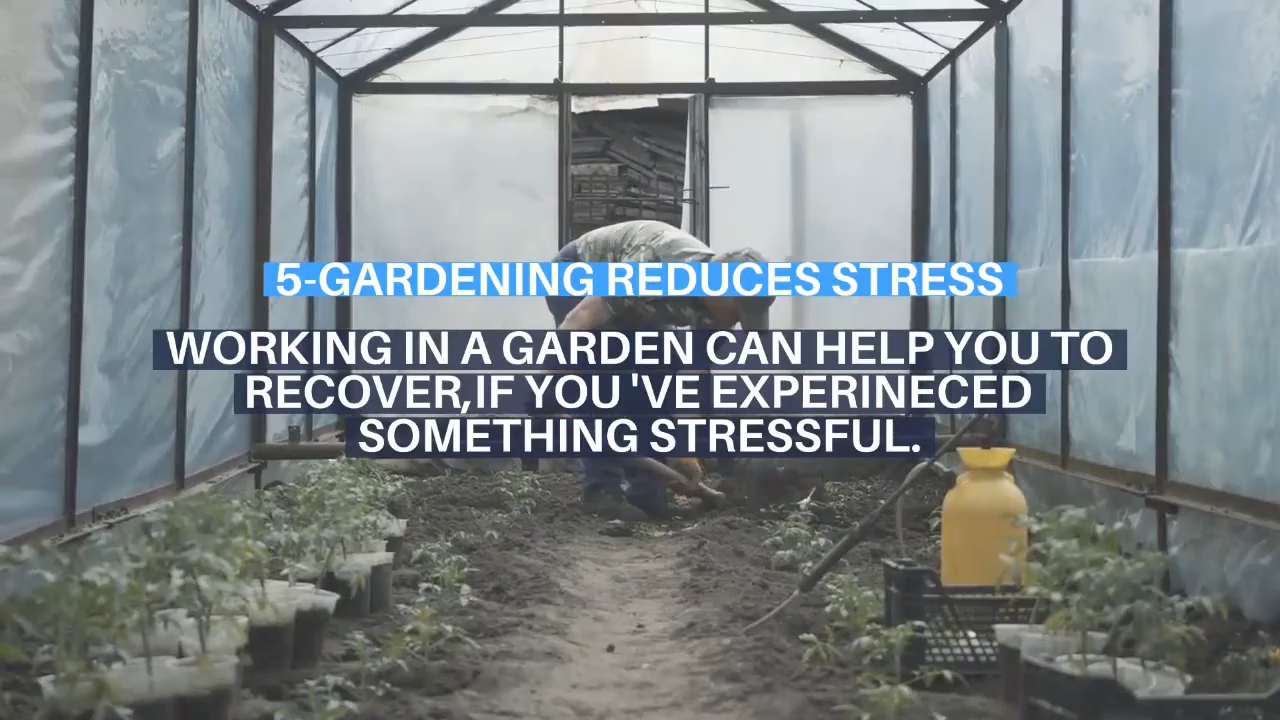 5-GARDENING REDUCES STRESS
WORKING IN A GARDEN CAN HELP YOU TO
RECOVER,IF YOU 'VE EXPERINECED
SOMETHING STRESSFUL.